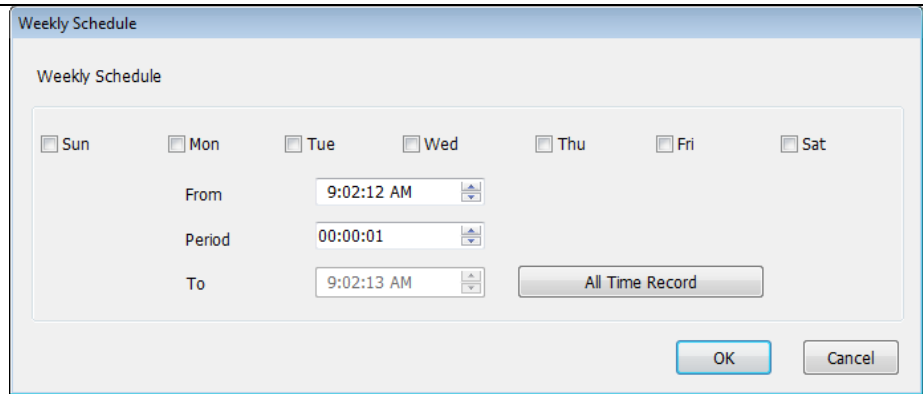 Weekly Schedule
Weekly Schedule
Sun Mon Tue Wed Thu Fri Sat
From 9:02:12 AM
Period 00:00:01
To 9:02:13 AM All Time Record
OK Cancel